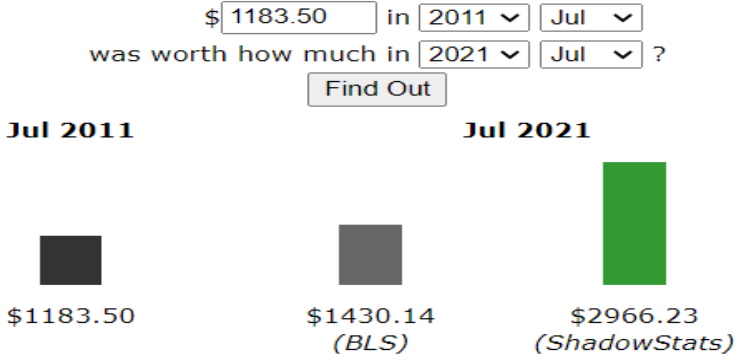 $ 1183.50 in 2011 Jul
was worth how much in 2021 Jul ?
Find Out
Jul 2011 Jul 2021
$1183.50 $1430.14 $2966.23
(BLS) (ShadowStats)